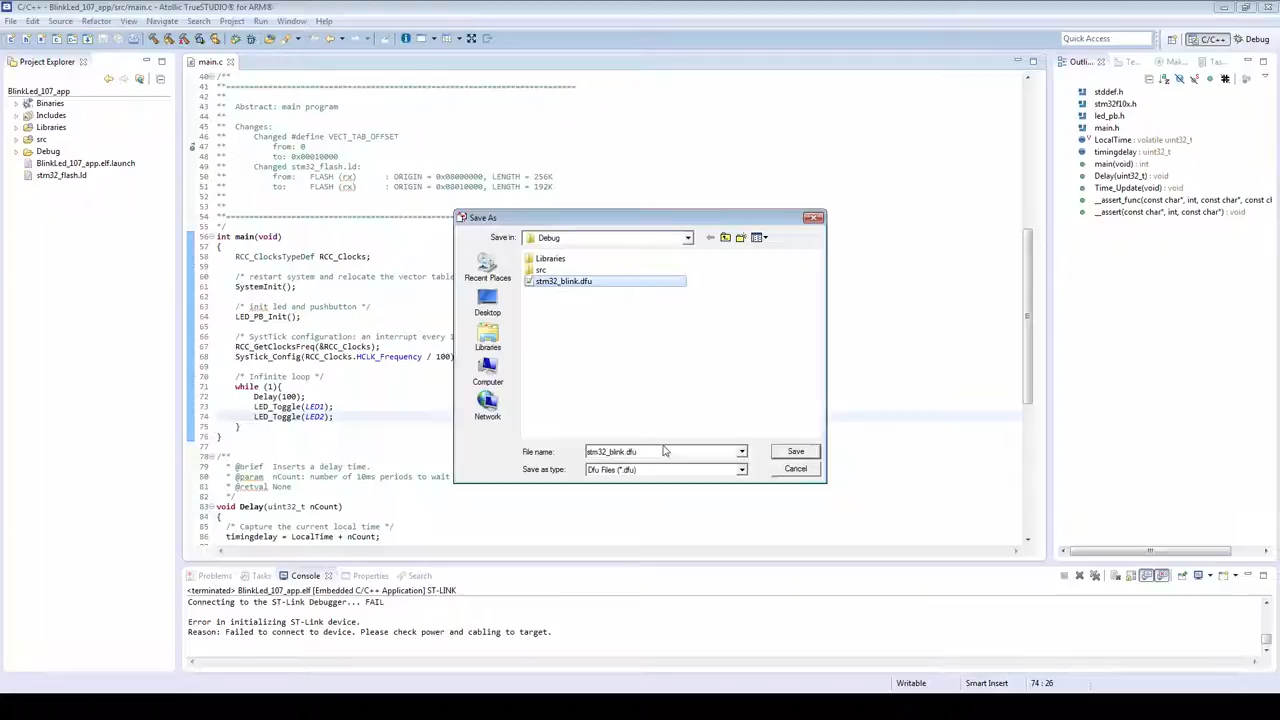 C/C++ - BlinkLed_107_app/src/main.c - Atollic TrueSTUDIO® for ARM®
File Edit Source Refactor View Navigate Search Project Run Window Help
Quick Access
C/C++
Debug
Project Explorer
BlinkLed_107_app
Binaries
Includes
Libraries
src
Debug
BlinkLed_107_app.elf.launch
stm32_flash.ld
main.c
40 /**
41 **===========================================================================
42 **
43 **  Abstract: main program
44 **
45 **  Changes:
46 **      Changed #define VECT_TAB_OFFSET
47 **          from: 0
48 **          to: 0x00010000
49 **      Changed stm32_flash.ld:
50 **          from:   FLASH (rx)      : ORIGIN = 0x08000000, LENGTH = 256K
51 **          to:     FLASH (rx)      : ORIGIN = 0x08010000, LENGTH = 192K
52 **
53 **
54 **
55 */
56 int main(void)
57 {
58     RCC_ClocksTypeDef RCC_Clocks;
59
60     /* restart system and relocate the vector table
61     SystemInit();
62
63     /* init led and pushbutton */
64     LED_PB_Init();
65
66     /* SystTick configuration: an interrupt every 1
67     RCC_GetClocksFreq(&RCC_Clocks);
68     SysTick_Config(RCC_Clocks.HCLK_Frequency / 100)
69
70     /* Infinite loop */
71     while (1){
72         Delay(100);
73         LED_Toggle(LED1);
74         LED_Toggle(LED2);
75     }
76 }
77
78 /**
79   * @brief  Inserts a delay time.
80   * @param  nCount: number of 10ms periods to wait
81   * @retval None
82   */
83 void Delay(uint32_t nCount)
84 {
85   /* Capture the current local time */
86   timingdelay = LocalTime + nCount;
Save As
Save in: Debug
Recent Places
Desktop
Libraries
Computer
Network
Libraries
src
stm32_blink.dfu
File name: stm32_blink.dfu Save
Save as type: Dfu Files (*.dfu) Cancel
Outli... Te... Ma... Tas...
stddef.h
stm32f10x.h
led_pb.h
main.h
LocalTime : volatile uint32_t
timingdelay : uint32_t
main(void) : int
Delay(uint32_t) : void
Time_Update(void) : void
__assert_func(const char*, int, const char*, const c
__assert(const char*, int, const char*) : void
Problems Tasks Console Properties Search
<terminated> BlinkLed_107_app.elf [Embedded C/C++ Application] ST-LINK
Connecting to the ST-Link Debugger... FAIL
Error in initializing ST-Link device.
Reason: Failed to connect to device. Please check power and cabling to target.
Writable Smart Insert 74 : 26